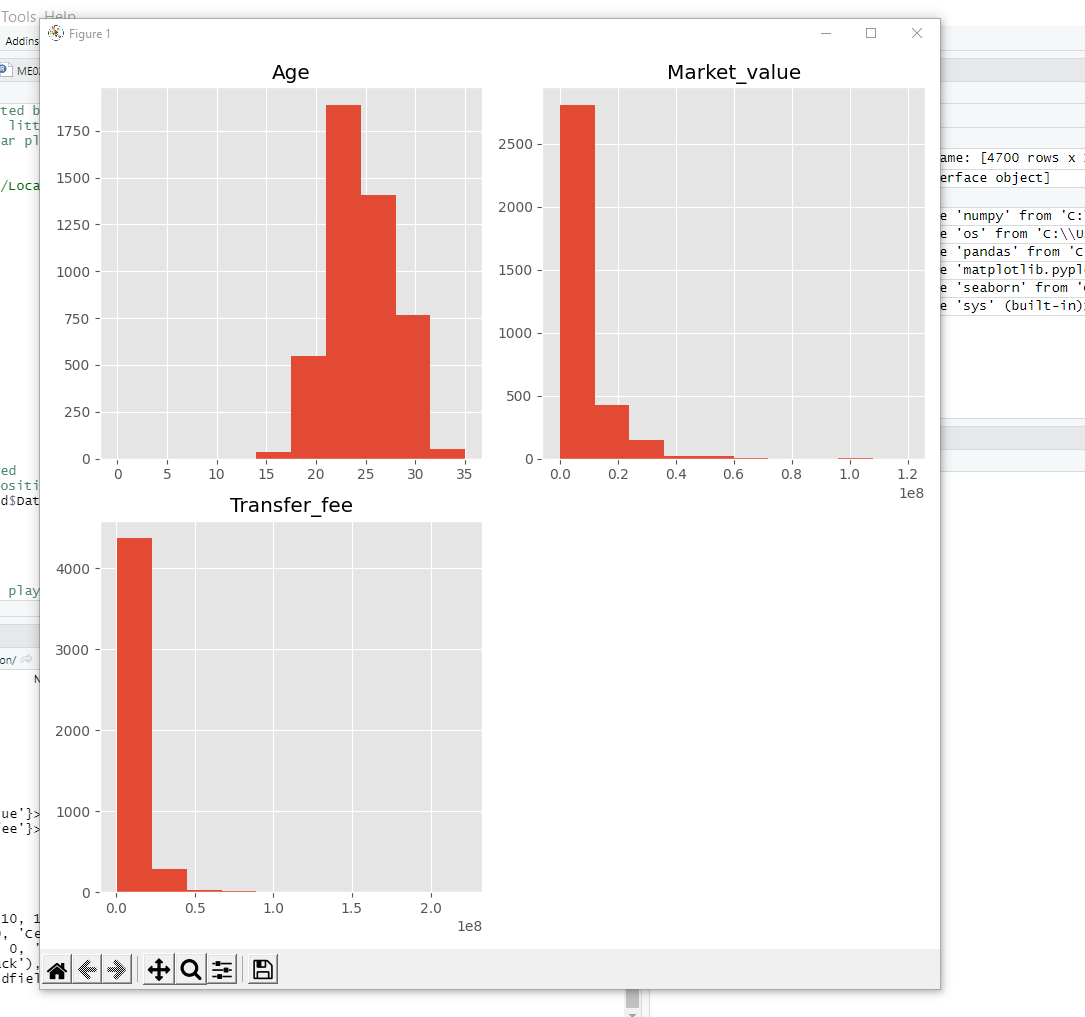 Tools Help
Addins
Figure 1
ME0
Age
Market_value
1750
1500
1250
1000
750
500
250
0
0 5 10 15 20 25 30 35
2500
2000
1500
1000
500
0
0.0 0.2 0.4 0.6 0.8 1.0 1.2
1e8
Transfer_fee
4000
3000
2000
1000
0
0.0 0.5 1.0 1.5 2.0
1e8
ted b
litt
ar pl
/Loca
ed
ositi
d$Dat
play
on/
N
ue'}>
ee'}>
10, 1
, 'Ce
0, "
ack'),
dfiel
ame: [4700 rows x
erface object]
e 'numpy' from 'C:
e 'os' from 'C:\\U
e 'pandas' from 'C
e 'matplotlib.pypl
e 'seaborn' from '
e 'sys' (built-in)